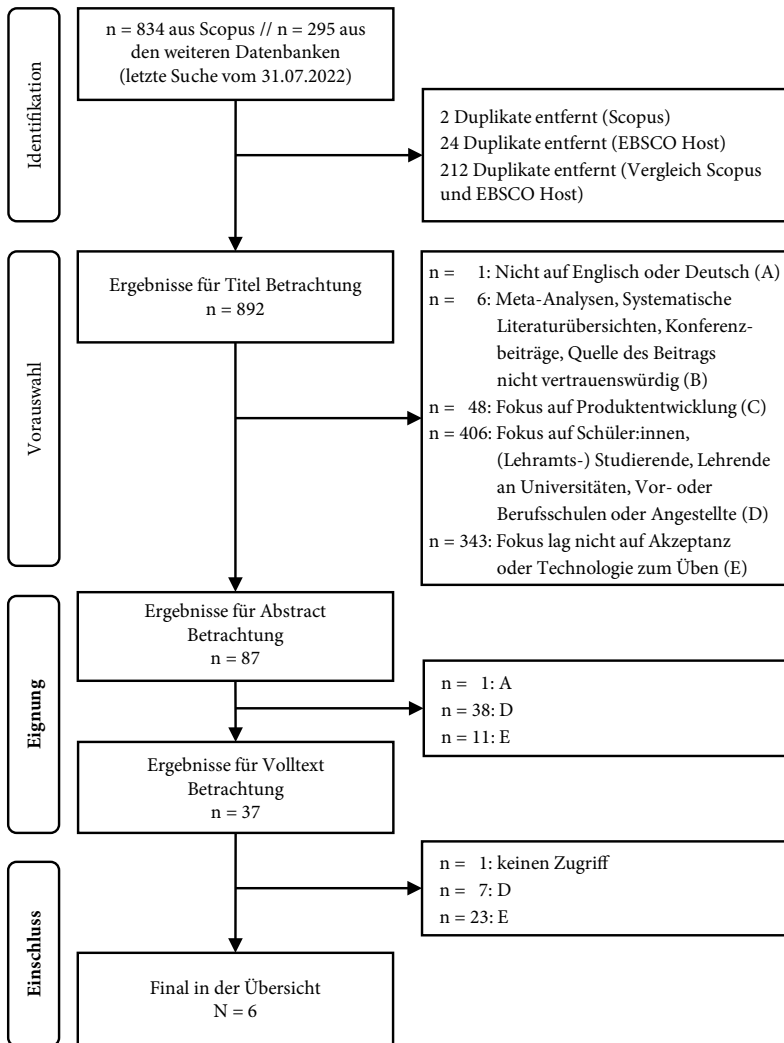 Identifikation
n = 834 aus Scopus // n = 295 aus
den weiteren Datenbanken
(letzte Suche vom 31.07.2022)
2 Duplikate entfernt (Scopus)
24 Duplikate entfernt (EBSCO Host)
212 Duplikate entfernt (Vergleich Scopus
und EBSCO Host)
Vorauswahl
Ergebnisse für Titel Betrachtung
n = 892
n = 1: Nicht auf Englisch oder Deutsch (A)
n = 6: Meta-Analysen, Systematische
Literaturübersichten, Konferenz-
beiträge, Quelle des Beitrags
nicht vertrauenswürdig (B)
n = 48: Fokus auf Produktentwicklung (C)
n = 406: Fokus auf Schüler:innen,
(Lehramts-) Studierende, Lehrende
an Universitäten, Vor- oder
Berufsschulen oder Angestellte (D)
n = 343: Fokus lag nicht auf Akzeptanz
oder Technologie zum Üben (E)
Eignung
Ergebnisse für Abstract
Betrachtung
n = 87
n = 1: A
n = 38: D
n = 11: E
Ergebnisse für Volltext
Betrachtung
n = 37
Einschluss
n = 1: keinen Zugriff
n = 7: D
n = 23: E
Final in der Übersicht
N = 6